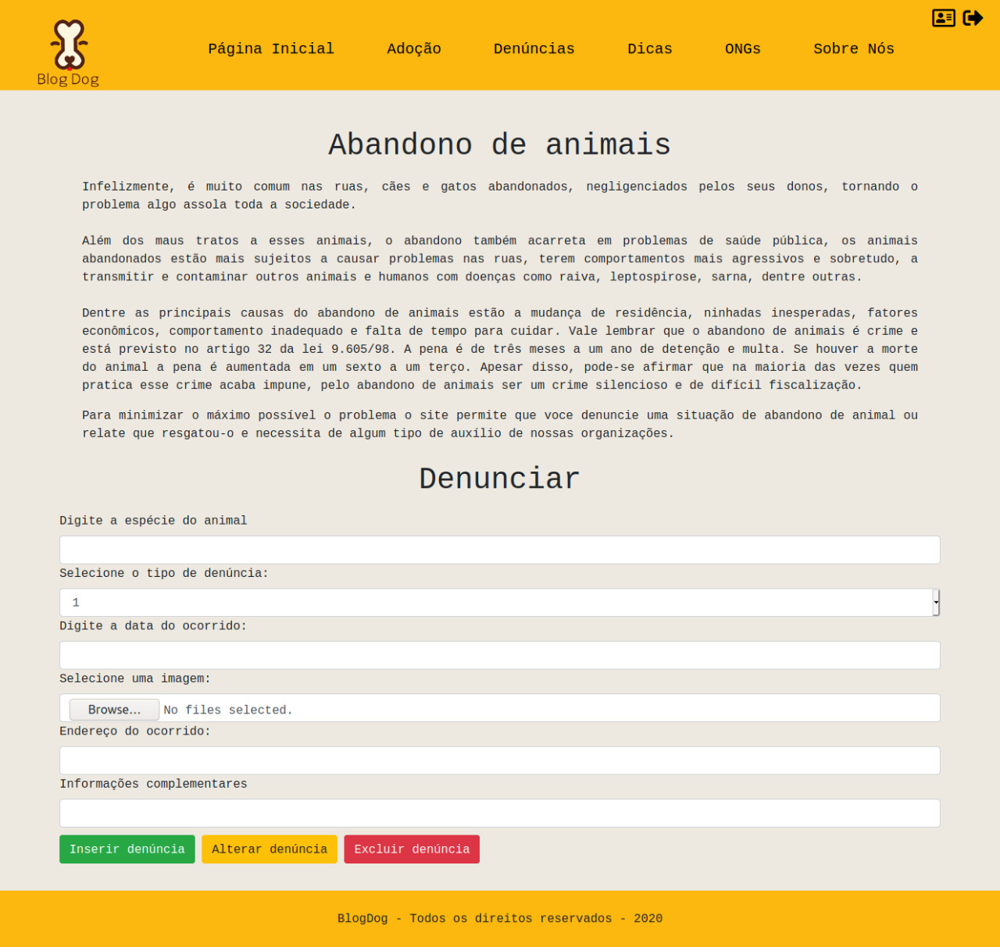 Blog Dog
Página Inicial
Adoção
Denúncias
Dicas
ONGs
Sobre Nós
Abandono de animais
Infelizmente, é muito comum nas ruas, cães e gatos abandonados, negligenciados pelos seus donos, tornando o
problema algo assola toda a sociedade.
Além dos maus tratos a esses animais, o abandono também acarreta em problemas de saúde pública, os animais
abandonados estão mais sujeitos a causar problemas nas ruas, terem comportamentos mais agressivos e sobretudo, a
transmitir e contaminar outros animais e humanos com doenças como raiva, leptospirose, sarna, dentre outras.
Dentre as principais causas do abandono de animais estão a mudança de residência, ninhadas inesperadas, fatores
econômicos, comportamento inadequado e falta de tempo para cuidar. Vale lembrar que o abandono de animais é crime e
está previsto no artigo 32 da lei 9.605/98. A pena é de três meses a um ano de detenção e multa. Se houver a morte
do animal a pena é aumentada em um sexto a um terço. Apesar disso, pode-se afirmar que na maioria das vezes quem
pratica esse crime acaba impune, pelo abandono de animais ser um crime silencioso e de difícil fiscalização.
Para minimizar o máximo possível o problema o site permite que voce denuncie uma situação de abandono de animal ou
relate que resgatou-o e necessita de algum tipo de auxílio de nossas organizações.
Denunciar
Digite a espécie do animal
Selecione o tipo de denúncia:
1
Digite a data do ocorrido:
Selecione uma imagem:
Browse... No files selected.
Endereço do ocorrido:
Informações complementares
Inserir denúncia
Alterar denúncia
Excluir denúncia
BlogDog - Todos os direitos reservados - 2020